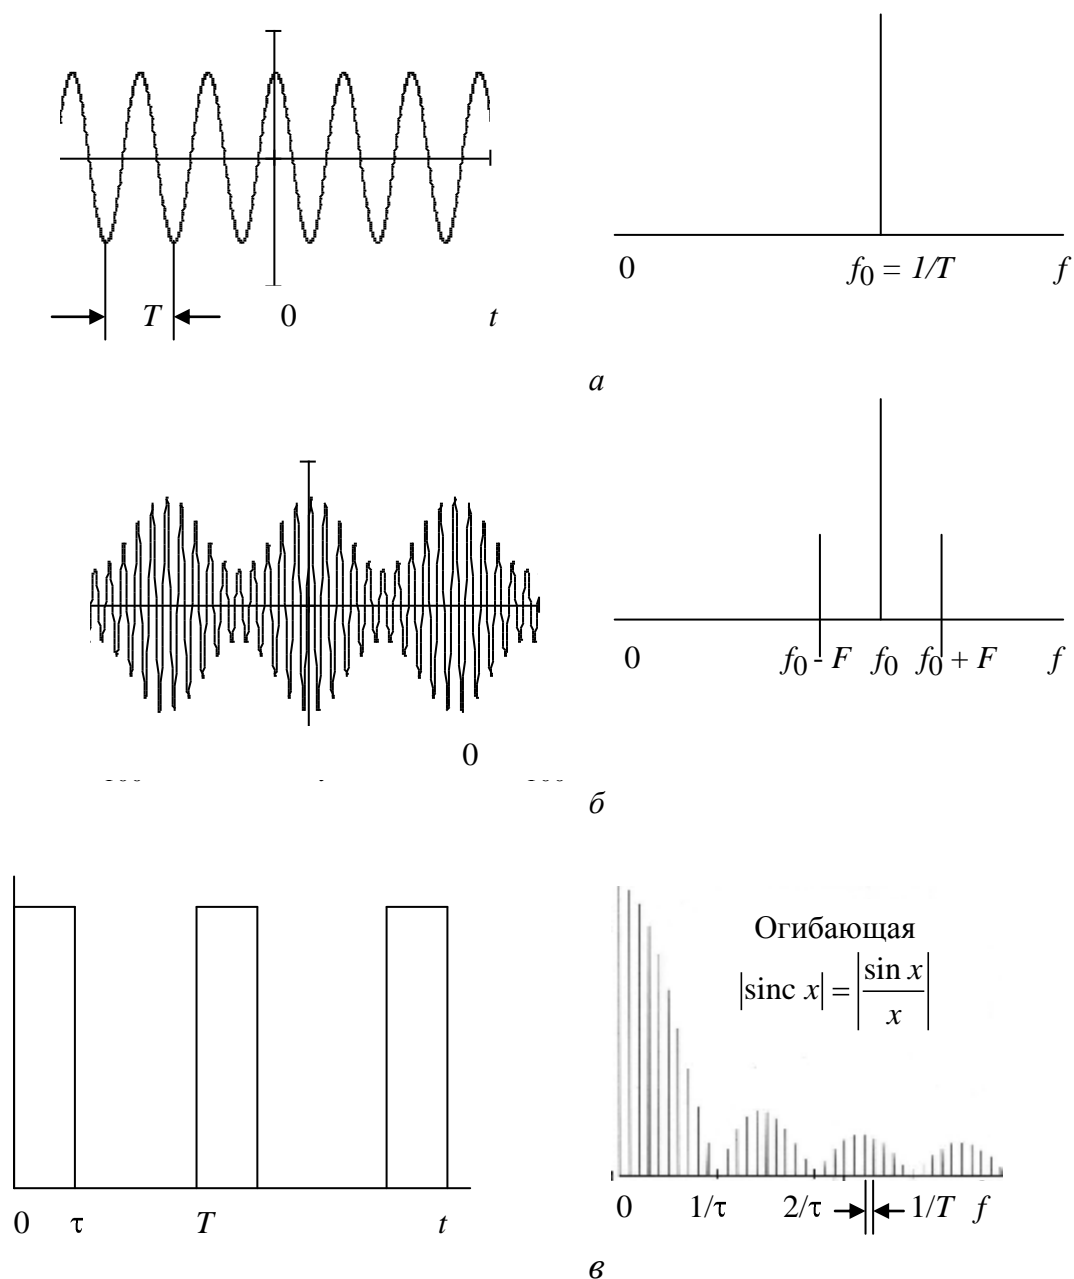 0 f₀ = 1/T f
T 0 t
а
0 f₀ - F f₀ f₀ + F f
0
б
Огибающая
|sinc x| = |sin x / x|
0 1/τ 2/τ 1/T f
0 τ T t
в